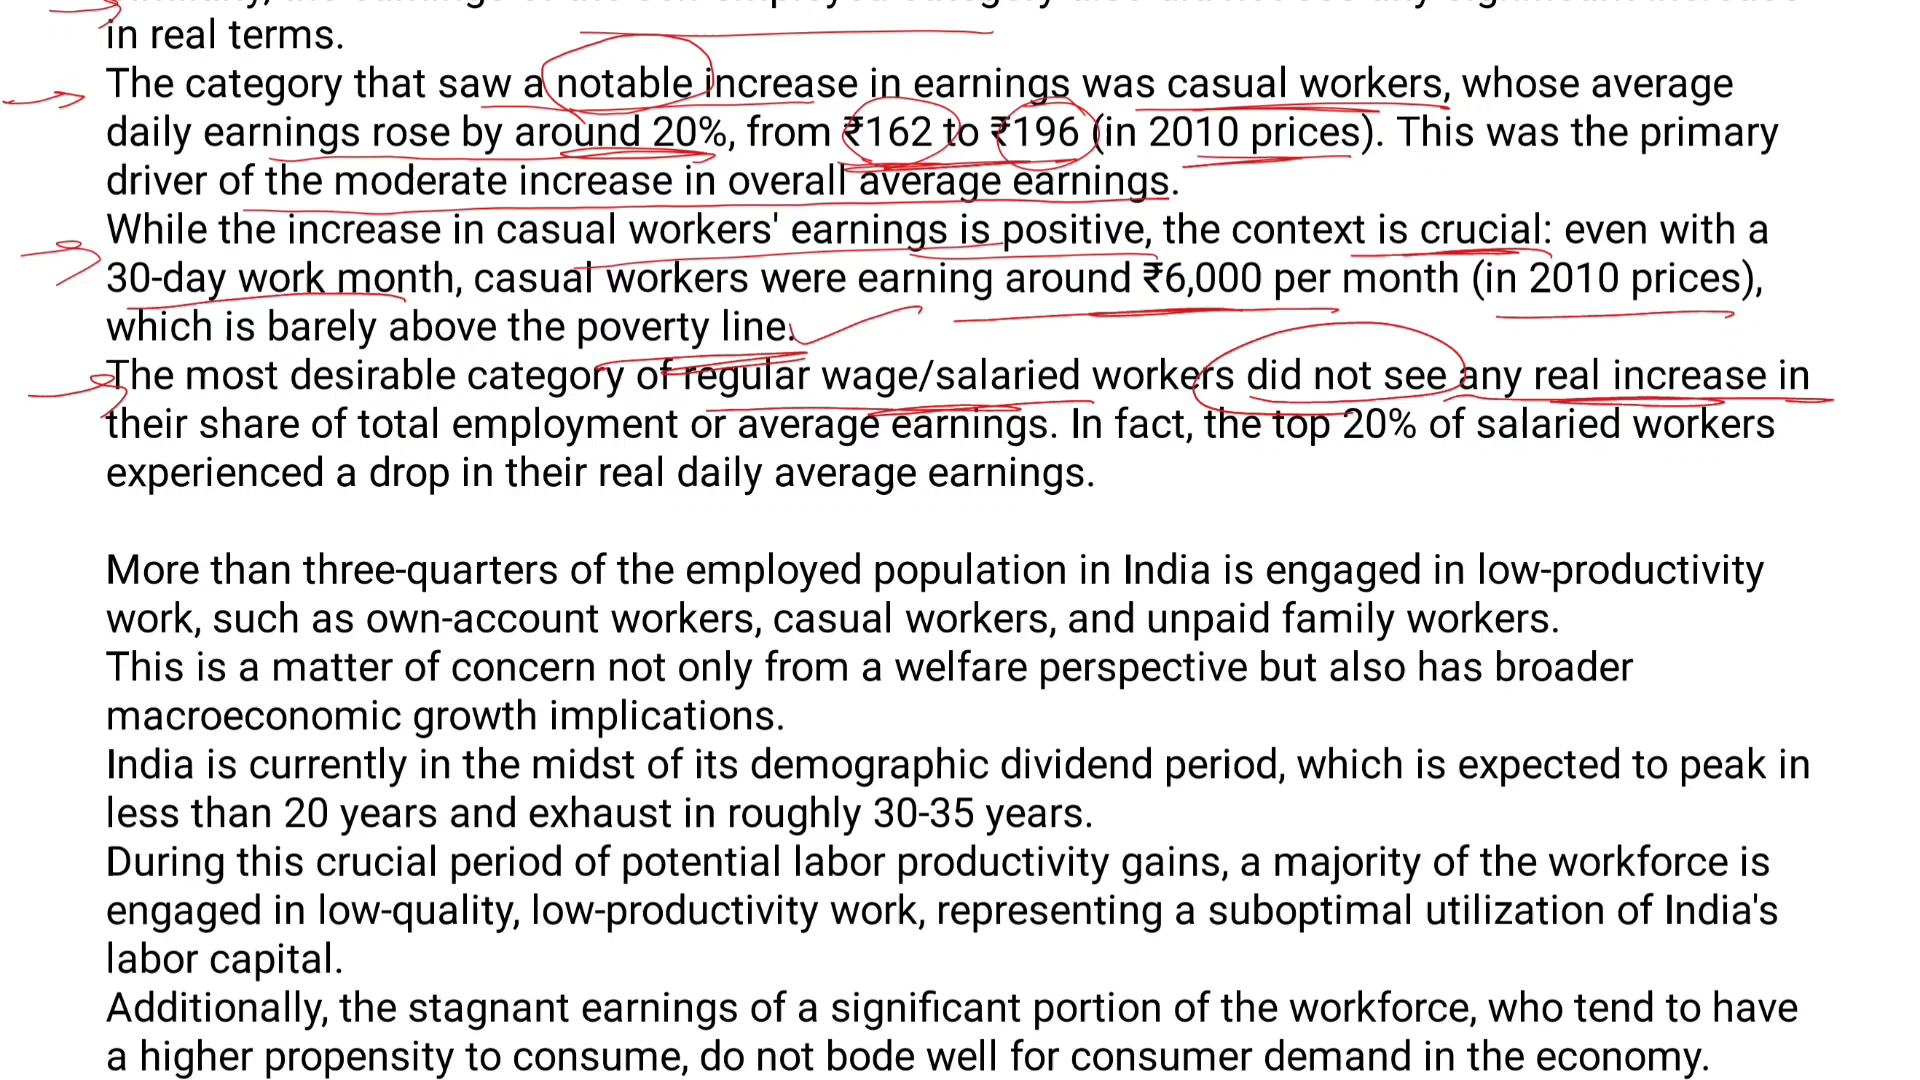 in real terms.
The category that saw a notable increase in earnings was casual workers, whose average
daily earnings rose by around 20%, from ₹162 to ₹196 (in 2010 prices). This was the primary
driver of the moderate increase in overall average earnings.
While the increase in casual workers' earnings is positive, the context is crucial: even with a
30-day work month, casual workers were earning around ₹6,000 per month (in 2010 prices),
which is barely above the poverty line.
The most desirable category of regular wage/salaried workers did not see any real increase in
their share of total employment or average earnings. In fact, the top 20% of salaried workers
experienced a drop in their real daily average earnings.
More than three-quarters of the employed population in India is engaged in low-productivity
work, such as own-account workers, casual workers, and unpaid family workers.
This is a matter of concern not only from a welfare perspective but also has broader
macroeconomic growth implications.
India is currently in the midst of its demographic dividend period, which is expected to peak in
less than 20 years and exhaust in roughly 30-35 years.
During this crucial period of potential labor productivity gains, a majority of the workforce is
engaged in low-quality, low-productivity work, representing a suboptimal utilization of India's
labor capital.
Additionally, the stagnant earnings of a significant portion of the workforce, who tend to have
a higher propensity to consume, do not bode well for consumer demand in the economy.